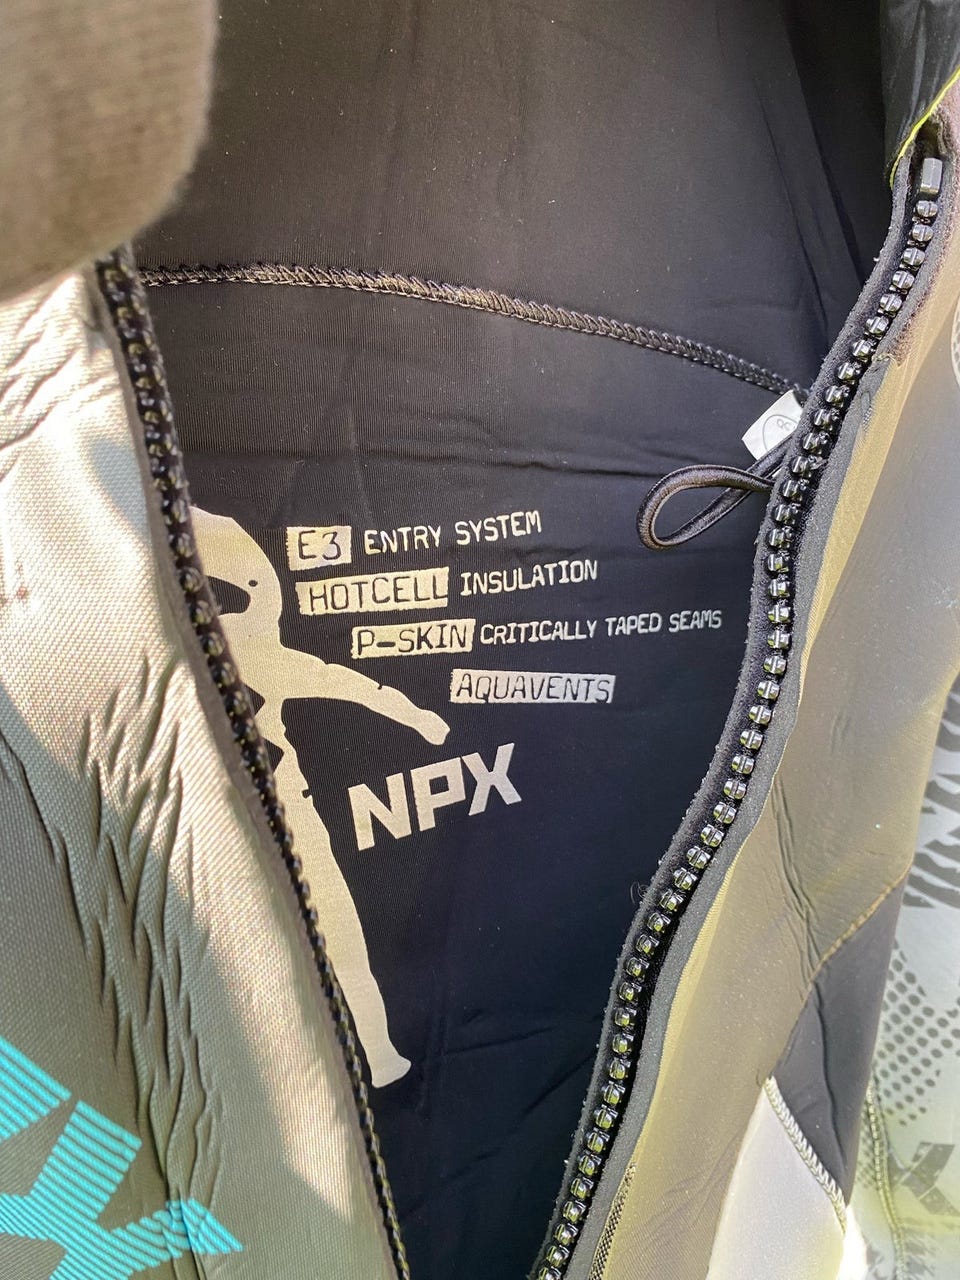 E3 ENTRY SYSTEM
HOTCELL INSULATION
P-SKIN CRITICALLY TAPED SEAMS
AQUAVENTS
NPX